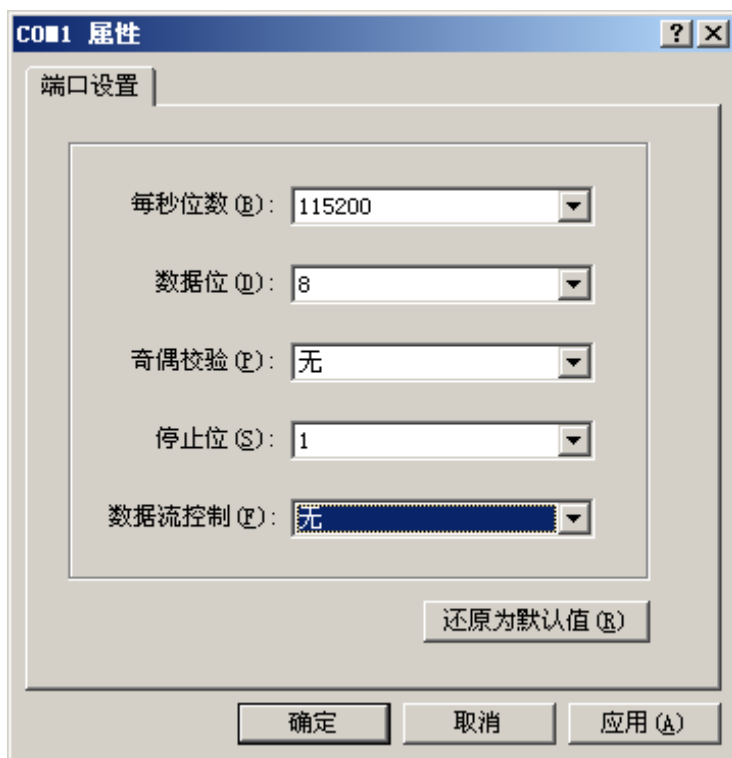 COM1 属性
端口设置
每秒位数(B): 115200
数据位(D): 8
奇偶校验(P): 无
停止位(S): 1
数据流控制(F): 无
还原为默认值(R)
确定 取消 应用(A)